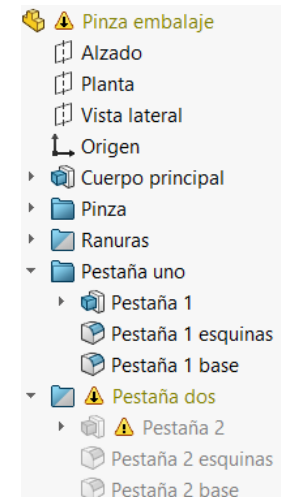 Pinza embalaje
Alzado
Planta
Vista lateral
Origen
Cuerpo principal
Pinza
Ranuras
Pestaña uno
Pestaña 1
Pestaña 1 esquinas
Pestaña 1 base
Pestaña dos
Pestaña 2
Pestaña 2 esquinas
Pestaña 2 base